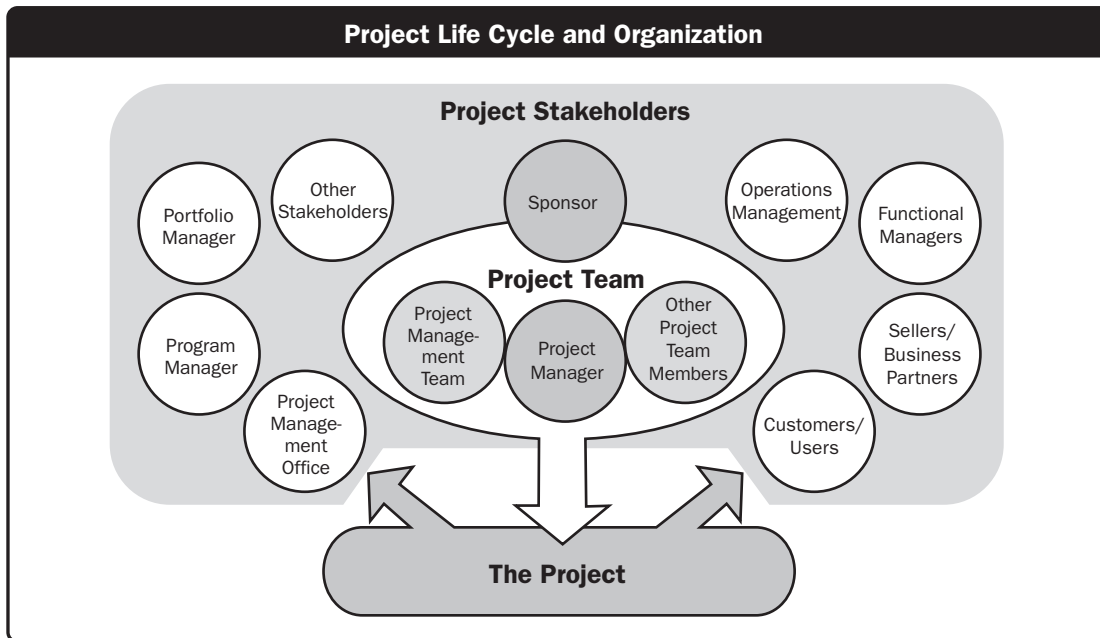 Project Life Cycle and Organization
Project Stakeholders
Portfolio
Manager
Other
Stakeholders
Sponsor
Operations
Management
Functional
Managers
Project Team
Project
Manage-
ment
Team
Project
Manager
Other
Project
Team
Members
Program
Manager
Sellers/
Business
Partners
Project
Manage-
ment
Office
Customers/
Users
The Project